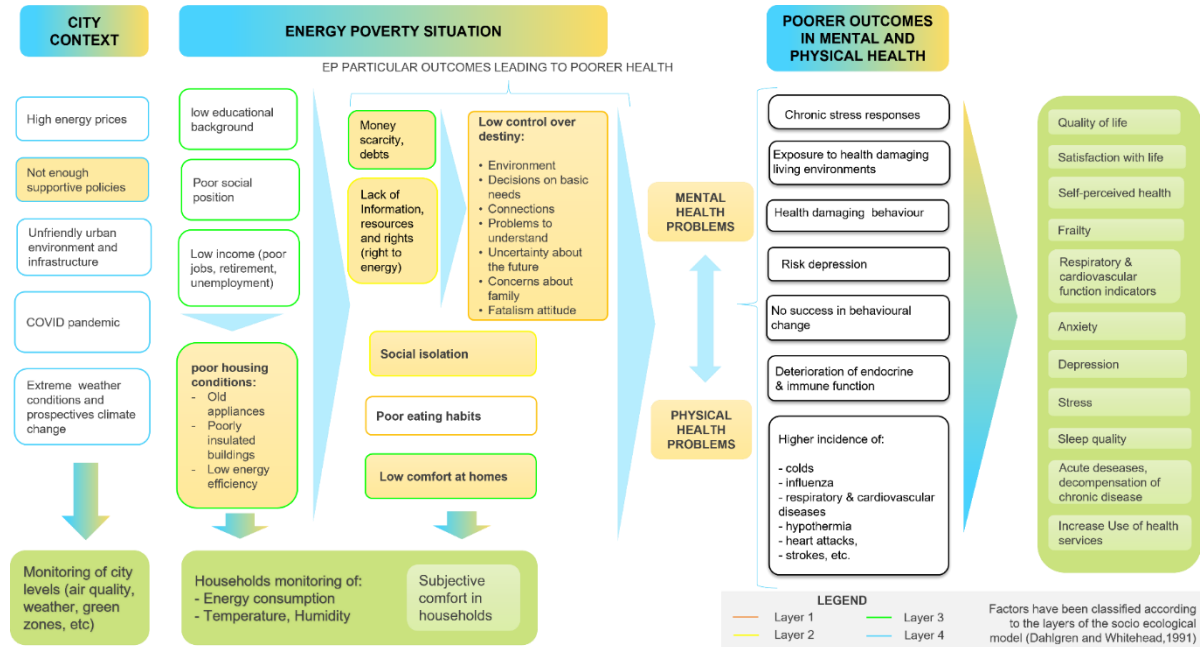 CITY
CONTEXT
High energy prices
Not enough
supportive policies
Unfriendly urban
environment and
infrastructure
COVID pandemic
Extreme weather
conditions and
prospectives climate
change
Monitoring of city
levels (air quality,
weather, green
zones, etc)
ENERGY POVERTY SITUATION
EP PARTICULAR OUTCOMES LEADING TO POORER HEALTH
low educational
background
Poor social
position
Low income (poor
jobs, retirement,
unemployment)
poor housing
conditions:
- Old
appliances
- Poorly
insulated
buildings
- Low energy
efficiency
Money
scarcity,
debts
Lack of
Information,
resources
and rights
(right to
energy)
Low control over
destiny:
• Environment
• Decisions on basic
needs
• Connections
• Problems to
understand
• Uncertainty about
the future
• Concerns about
family
• Fatalism attitude
Social isolation
Poor eating habits
Low comfort at homes
Households monitoring of:
- Energy consumption
- Temperature, Humidity
Subjective
comfort in
households
MENTAL
HEALTH
PROBLEMS
PHYSICAL
HEALTH
PROBLEMS
POORER OUTCOMES
IN MENTAL AND
PHYSICAL HEALTH
Chronic stress responses
Exposure to health damaging
living environments
Health damaging behaviour
Risk depression
No success in behavioural
change
Deterioration of endocrine
& immune function
Higher incidence of:
- colds
- influenza
- respiratory & cardiovascular
diseases
- hypothermia
- heart attacks,
- strokes, etc.
Quality of life
Satisfaction with life
Self-perceived health
Frailty
Respiratory &
cardiovascular
function indicators
Anxiety
Depression
Stress
Sleep quality
Acute deseases,
decompensation of
chronic disease
Increase Use of health
services
LEGEND
Layer 1
Layer 3
Layer 2
Layer 4
Factors have been classified according
to the layers of the socio ecological
model (Dahlgren and Whitehead,1991)